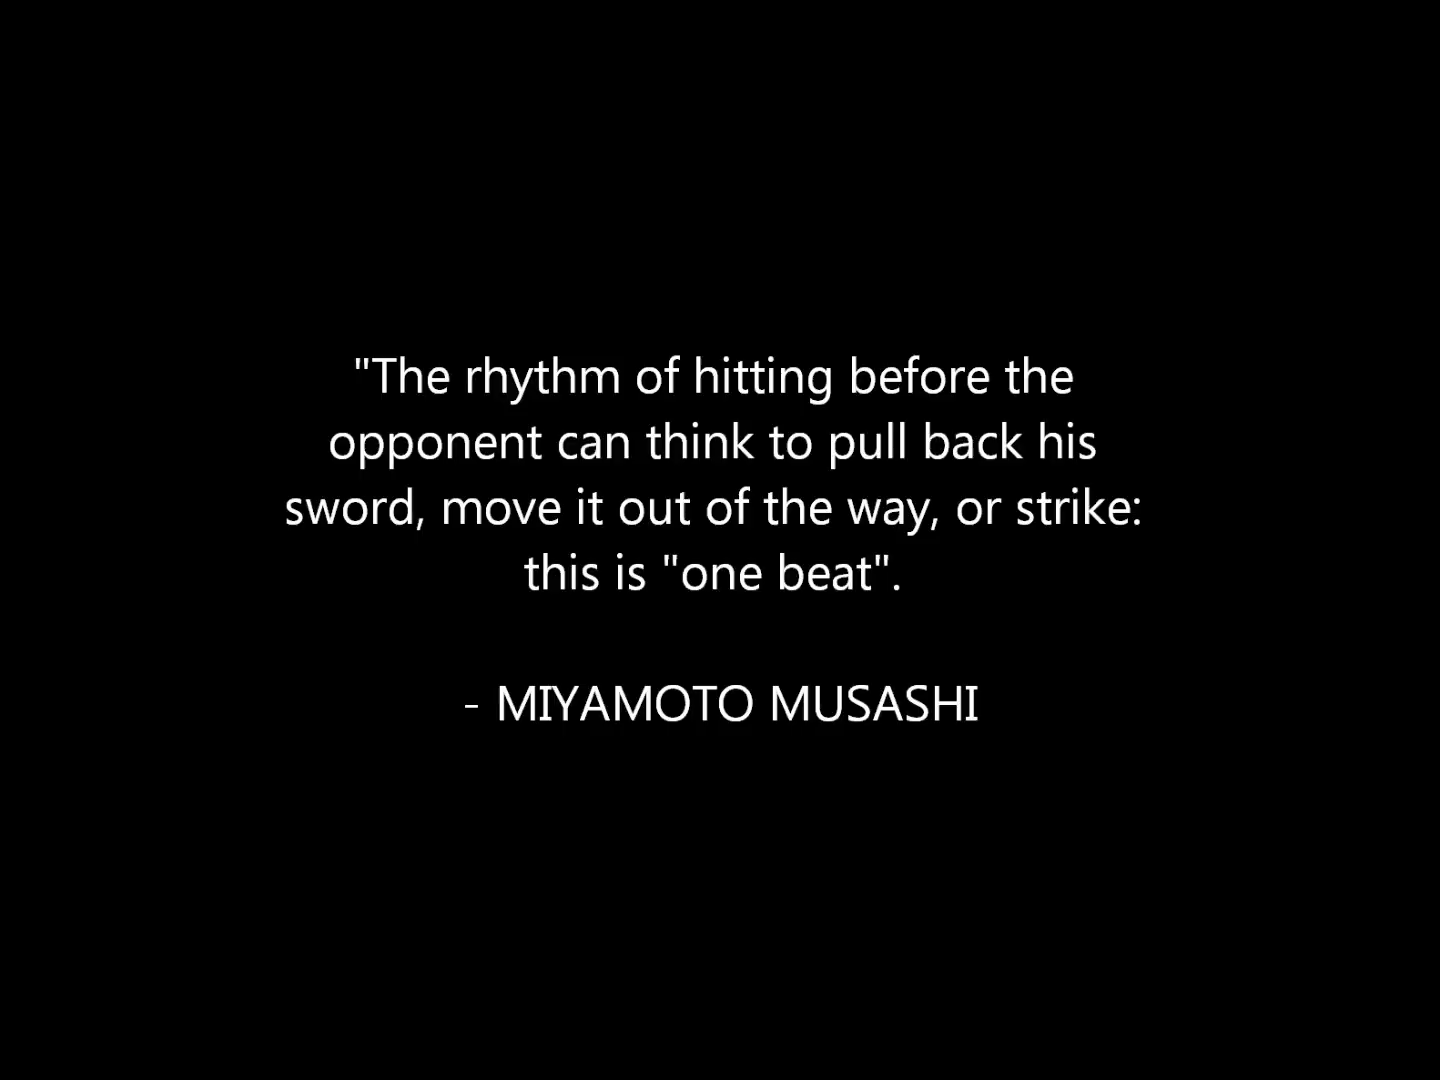 "The rhythm of hitting before the
opponent can think to pull back his
sword, move it out of the way, or strike:
this is "one beat".
- MIYAMOTO MUSASHI